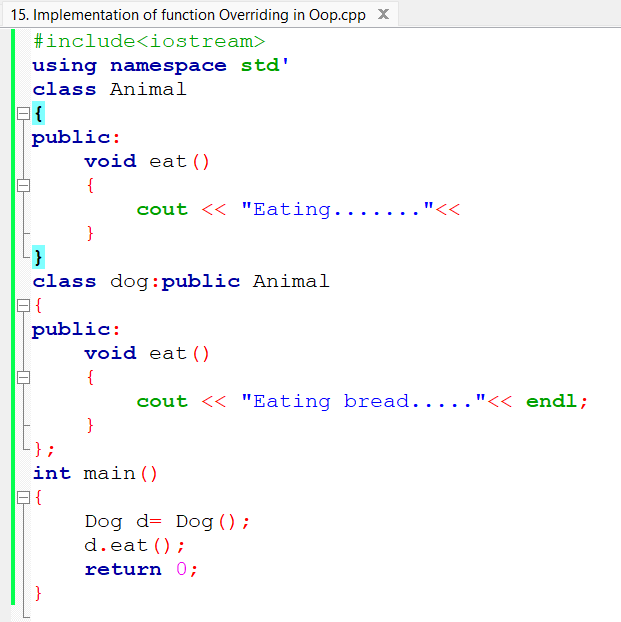 15. Implementation of function Overriding in Oop.cpp X
#include<iostream>
using namespace std'
class Animal
{
public:
    void eat()
    {
        cout << "Eating......."<<
    }
}
class dog:public Animal
{
public:
    void eat()
    {
        cout << "Eating bread....."<< endl;
    }
};
int main()
{
    Dog d= Dog();
    d.eat();
    return 0;
}